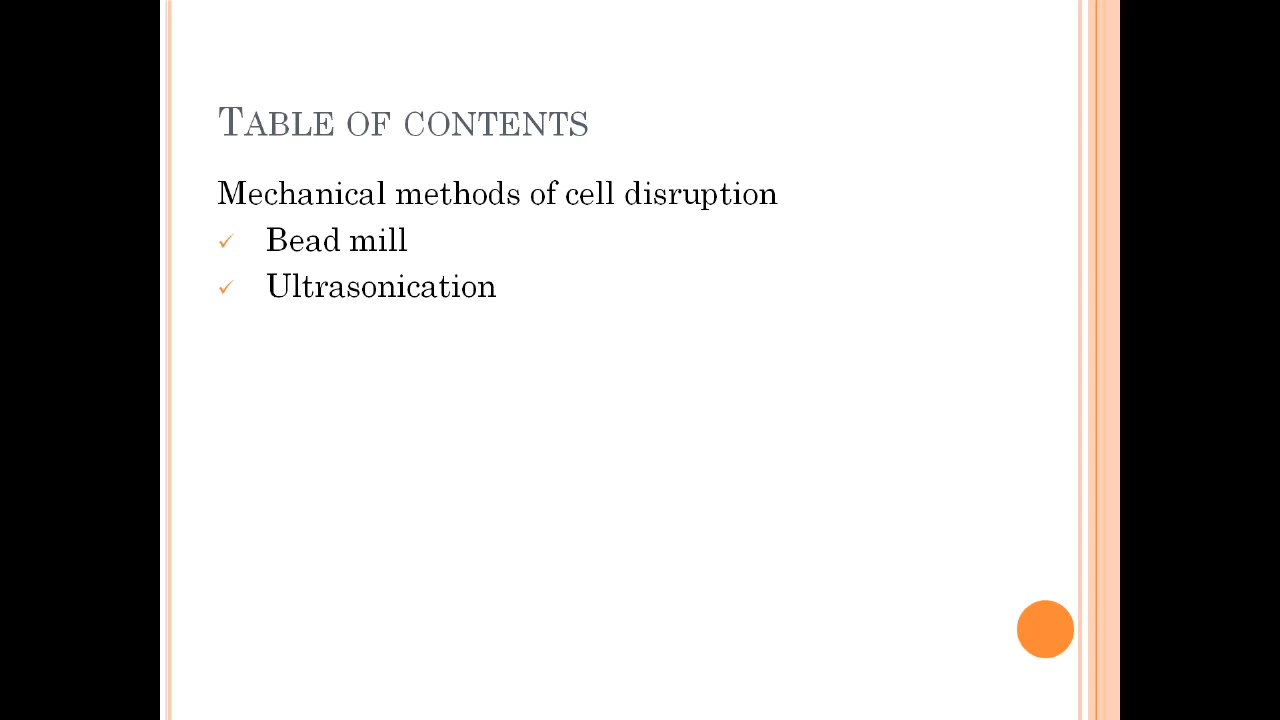 Table of contents
Mechanical methods of cell disruption
✓ Bead mill
✓ Ultrasonication